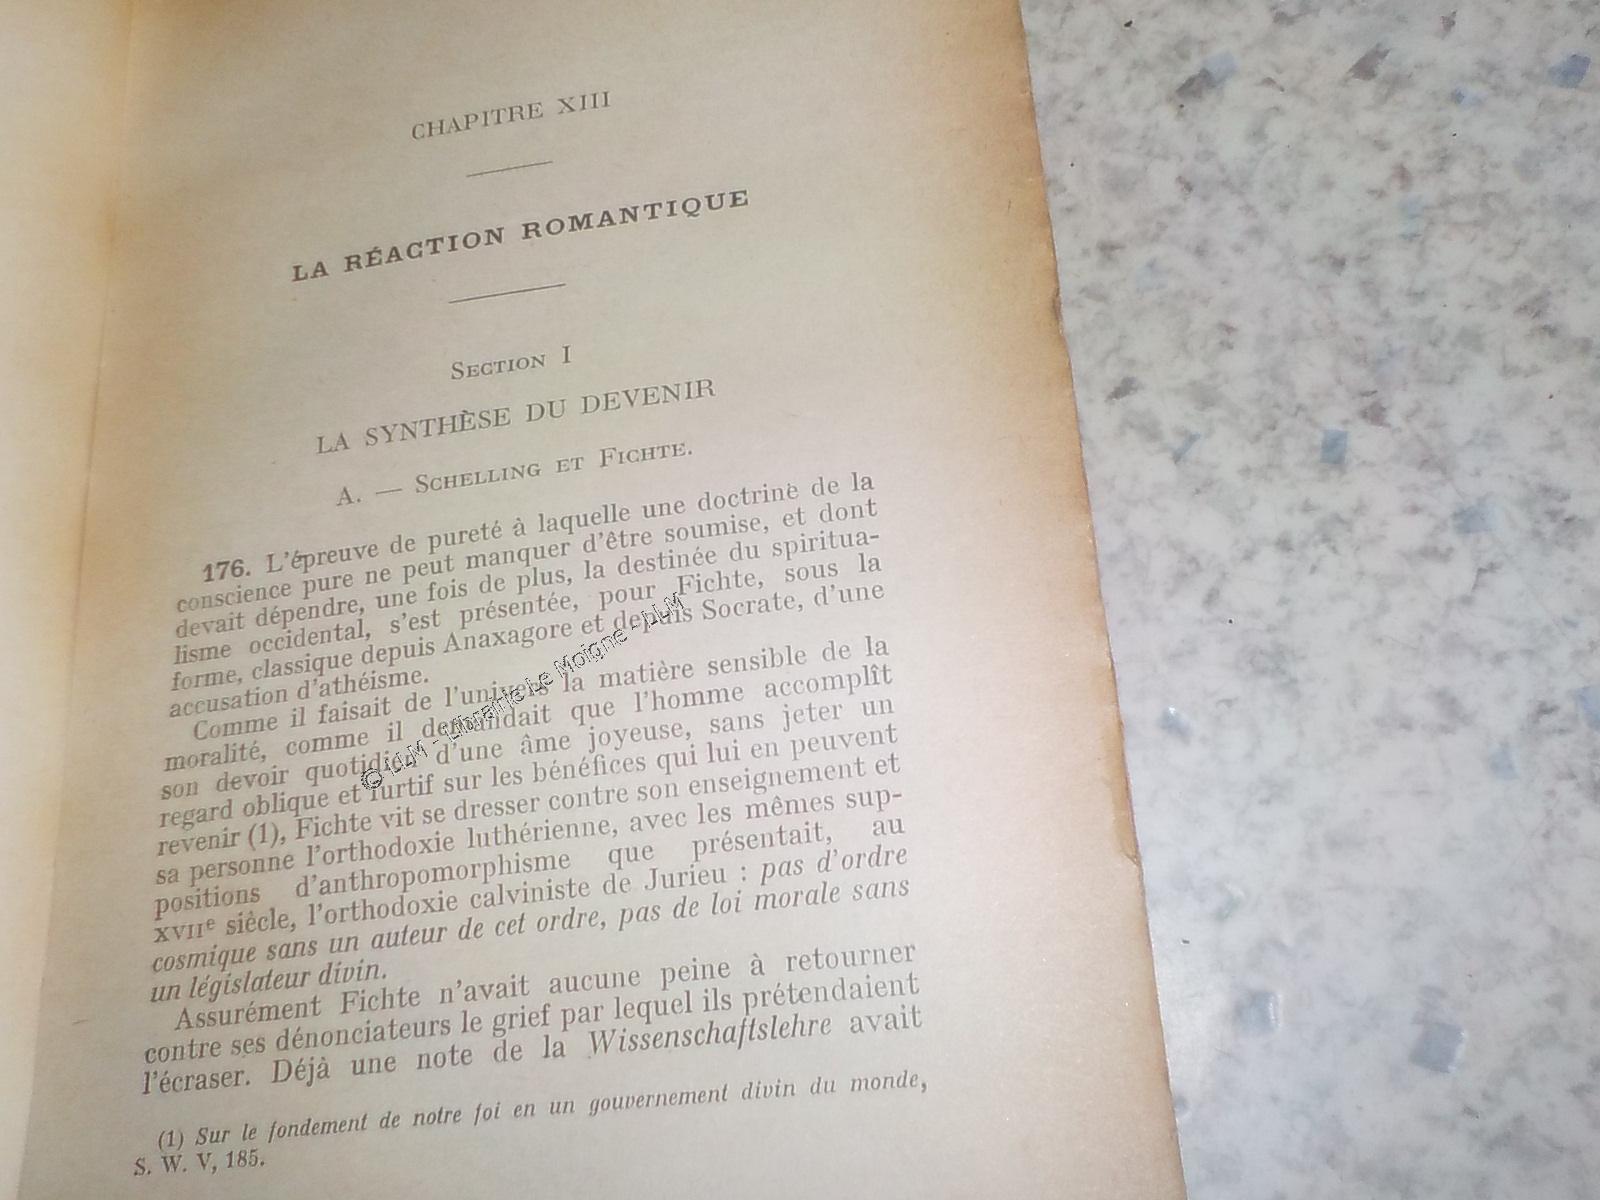 CHAPITRE XIII
LA RÉACTION ROMANTIQUE
SECTION I
LA SYNTHÈSE DU DEVENIR
A. — SCHELLING ET FICHTE.
176. L'épreuve de pureté à laquelle une doctrine de la
conscience pure ne peut manquer d'être soumise, et dont
devait dépendre, une fois de plus, la destinée du spiritua-
lisme occidental, s'est présentée, pour Fichte, sous la
forme, classique depuis Anaxagore et depuis Socrate, d'une
accusation d'athéisme.
Comme il faisait de l'univers la matière sensible de la
moralité, comme il demandait que l'homme accomplît
son devoir quotidien d'une âme joyeuse, sans jeter un
regard oblique et furtif sur les bénéfices qui lui en peuvent
revenir (1), Fichte vit se dresser contre son enseignement et
sa personne l'orthodoxie luthérienne, avec les mêmes sup-
positions d'anthropomorphisme que présentait, au
XVIIe siècle, l'orthodoxie calviniste de Jurieu : pas d'ordre
cosmique sans un auteur de cet ordre, pas de loi morale sans
un législateur divin.
Assurément Fichte n'avait aucune peine à retourner
contre ses dénonciateurs le grief par lequel ils prétendaient
l'écraser. Déjà une note de la Wissenschaftslehre avait
(1) Sur le fondement de notre foi en un gouvernement divin du monde,
S. W. V, 185.
© LLM - Librairie Le Moigne - LLM